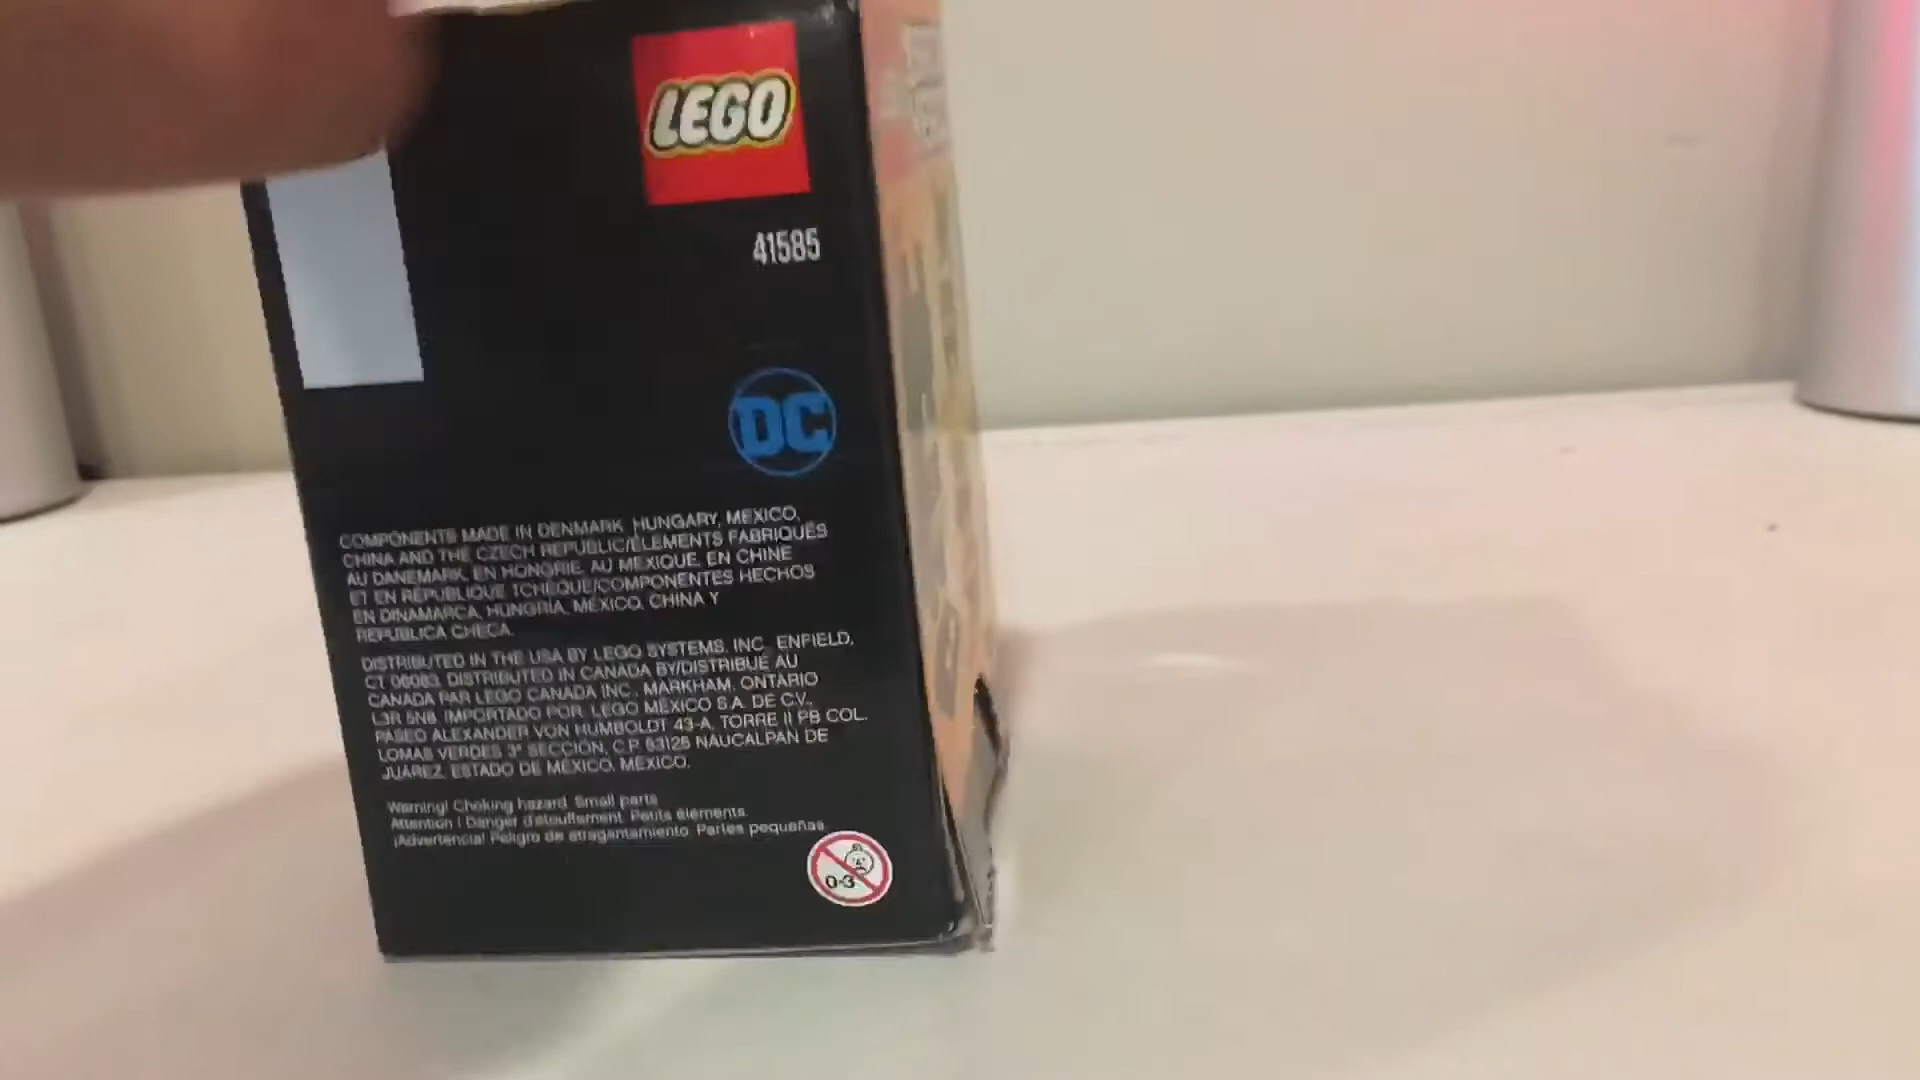 LEGO
41585
DC
COMPONENTS MADE IN DENMARK, HUNGARY, MEXICO,
CHINA AND THE CZECH REPUBLIC/ÉLÉMENTS FABRIQUÉS
AU DANEMARK, EN HONGRIE, AU MEXIQUE, EN CHINE
ET EN RÉPUBLIQUE TCHÈQUE/COMPONENTES HECHOS
EN DINAMARCA, HUNGRÍA, MÉXICO, CHINA Y
REPÚBLICA CHECA.
DISTRIBUTED IN THE USA BY LEGO SYSTEMS, INC. ENFIELD,
CT 06083. DISTRIBUTED IN CANADA BY/DISTRIBUÉ AU
CANADA PAR LEGO CANADA INC., MARKHAM, ONTARIO
L3R 5N8. IMPORTADO POR: LEGO MÉXICO S.A. DE C.V.,
PASEO ALEXANDER VON HUMBOLDT 43-A, TORRE II PB COL.
LOMAS VERDES 3ª SECCIÓN, C.P. 53125 NAUCALPAN DE
JUÁREZ, ESTADO DE MÉXICO, MÉXICO.
Warning! Choking hazard. Small parts.
Attention ! Danger d'étouffement. Petits éléments.
¡Advertencia! Peligro de atragantamiento. Partes pequeñas.
0-3